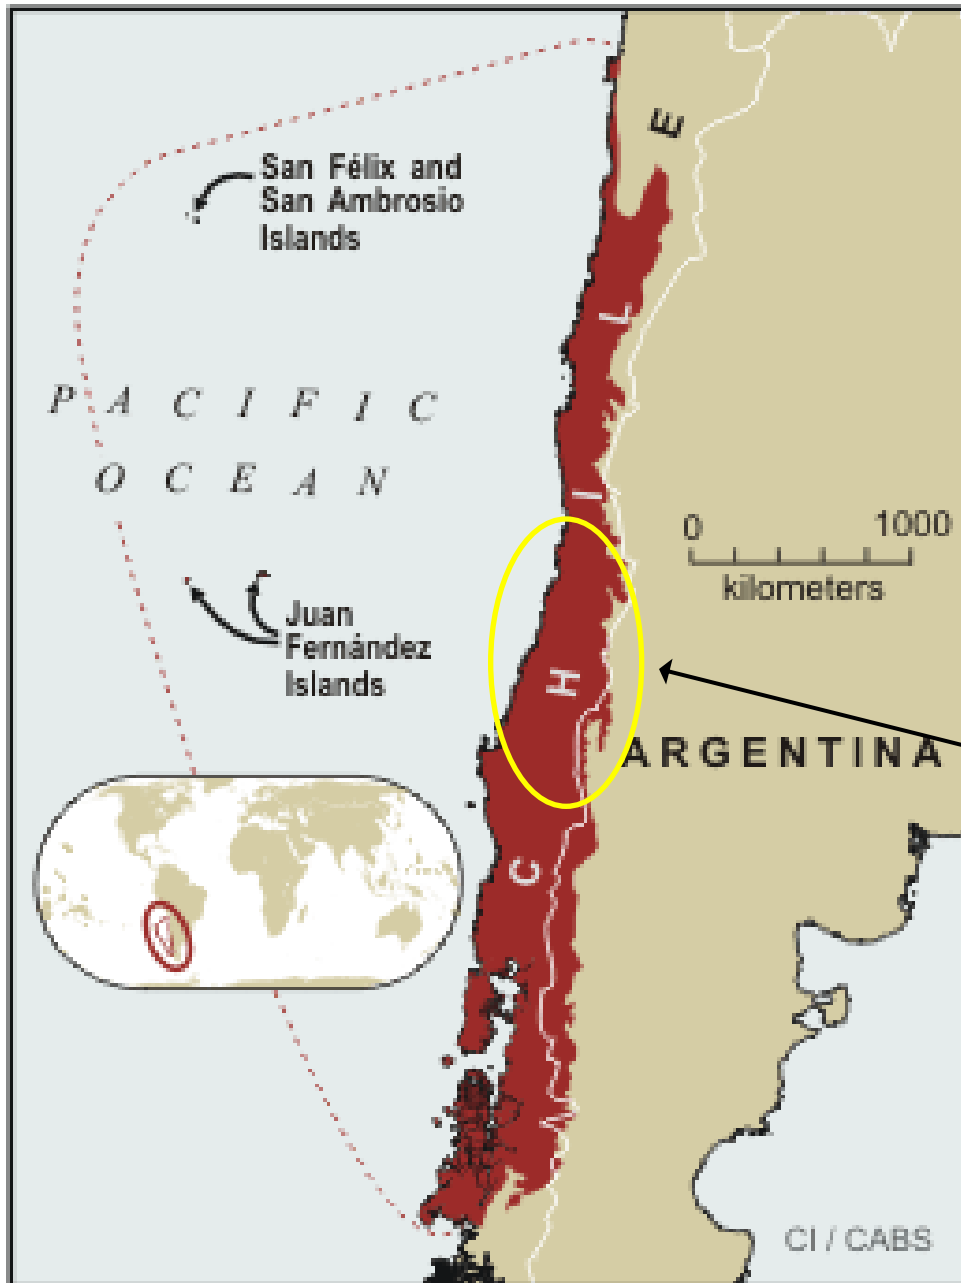 San Félix and
San Ambrosio
Islands
P A C I F I C
O C E A N
Juan
Fernández
Islands
C H I L E
0 1000
kilometers
ARGENTINA
CI / CABS